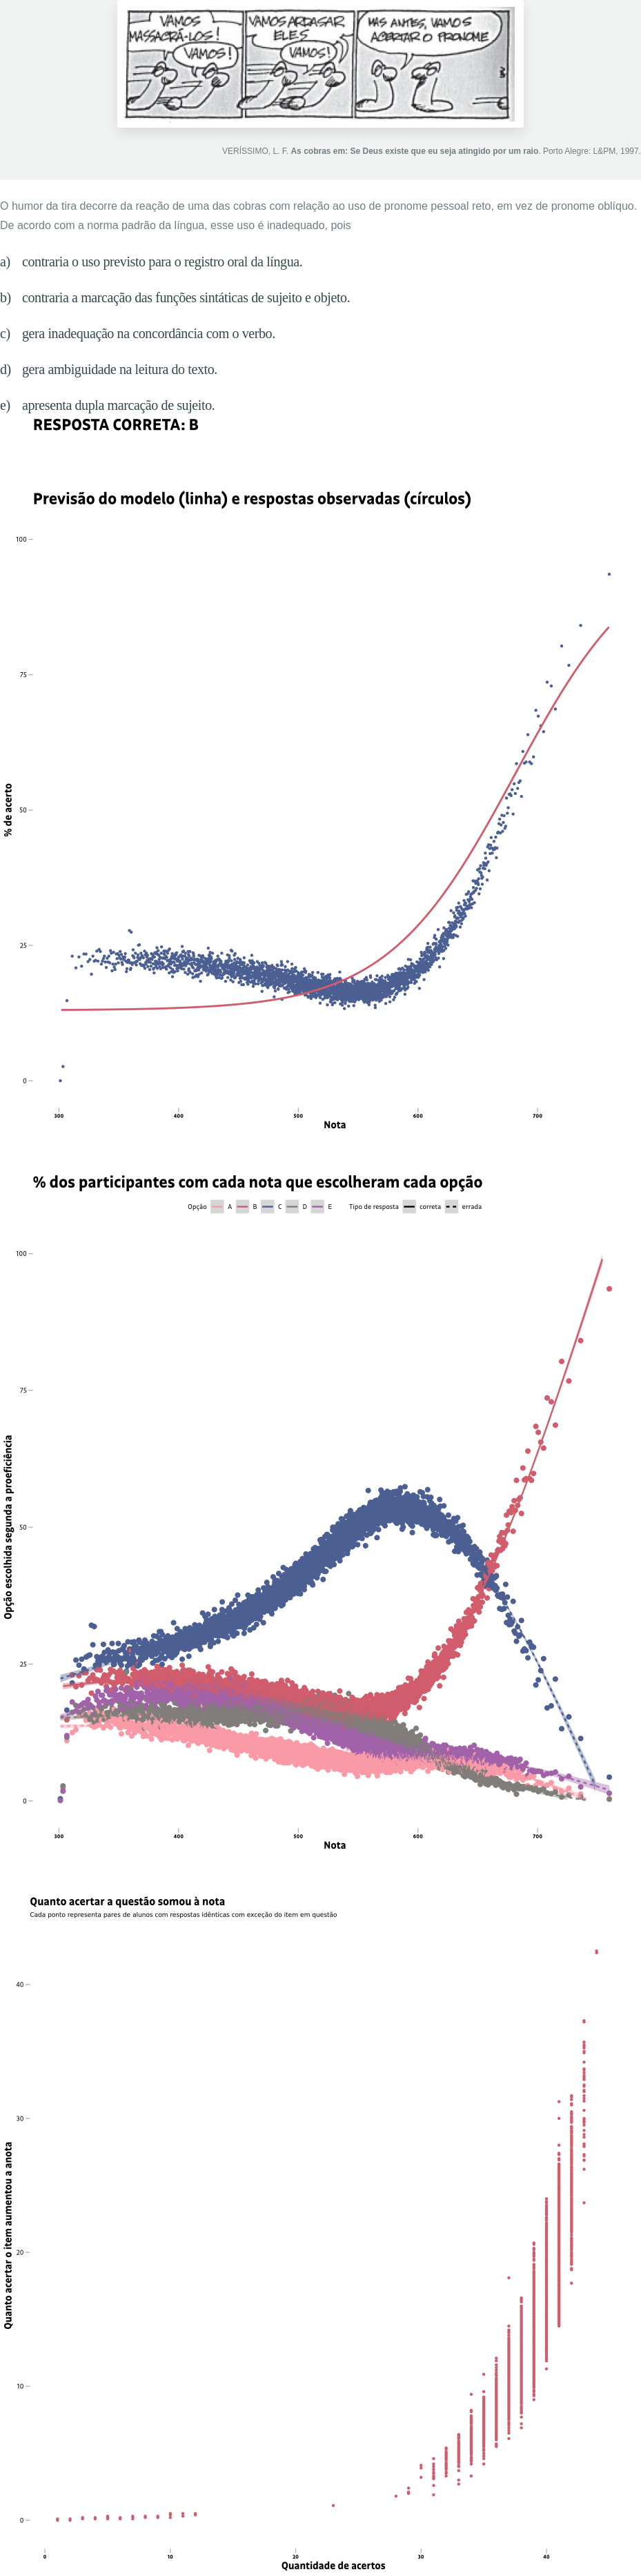 VAMOS
MASSACRÁ-LOS!
VAMOS!
VAMOS ARRASAR
ELES
VAMOS!
MAS ANTES, VAMOS
ACERTAR O PRONOME
VERÍSSIMO, L. F. As cobras em: Se Deus existe que eu seja atingido por um raio. Porto Alegre: L&PM, 1997.
O humor da tira decorre da reação de uma das cobras com relação ao uso de pronome pessoal reto, em vez de pronome oblíquo.
De acordo com a norma padrão da língua, esse uso é inadequado, pois
a) contraria o uso previsto para o registro oral da língua.
b) contraria a marcação das funções sintáticas de sujeito e objeto.
c) gera inadequação na concordância com o verbo.
d) gera ambiguidade na leitura do texto.
e) apresenta dupla marcação de sujeito.
RESPOSTA CORRETA: B
Previsão do modelo (linha) e respostas observadas (círculos)
100
75
50
25
0
% de acerto
300 400 500 600 700
Nota
% dos participantes com cada nota que escolheram cada opção
Opção A B C D E Tipo de resposta correta errada
100
75
50
25
0
Opção escolhida segunda a proeficiência
300 400 500 600 700
Nota
Quanto acertar a questão somou à nota
Cada ponto representa pares de alunos com respostas idênticas com exceção do item em questão
40
30
20
10
0
Quanto acertar o item aumentou a anota
0 10 20 30 40
Quantidade de acertos